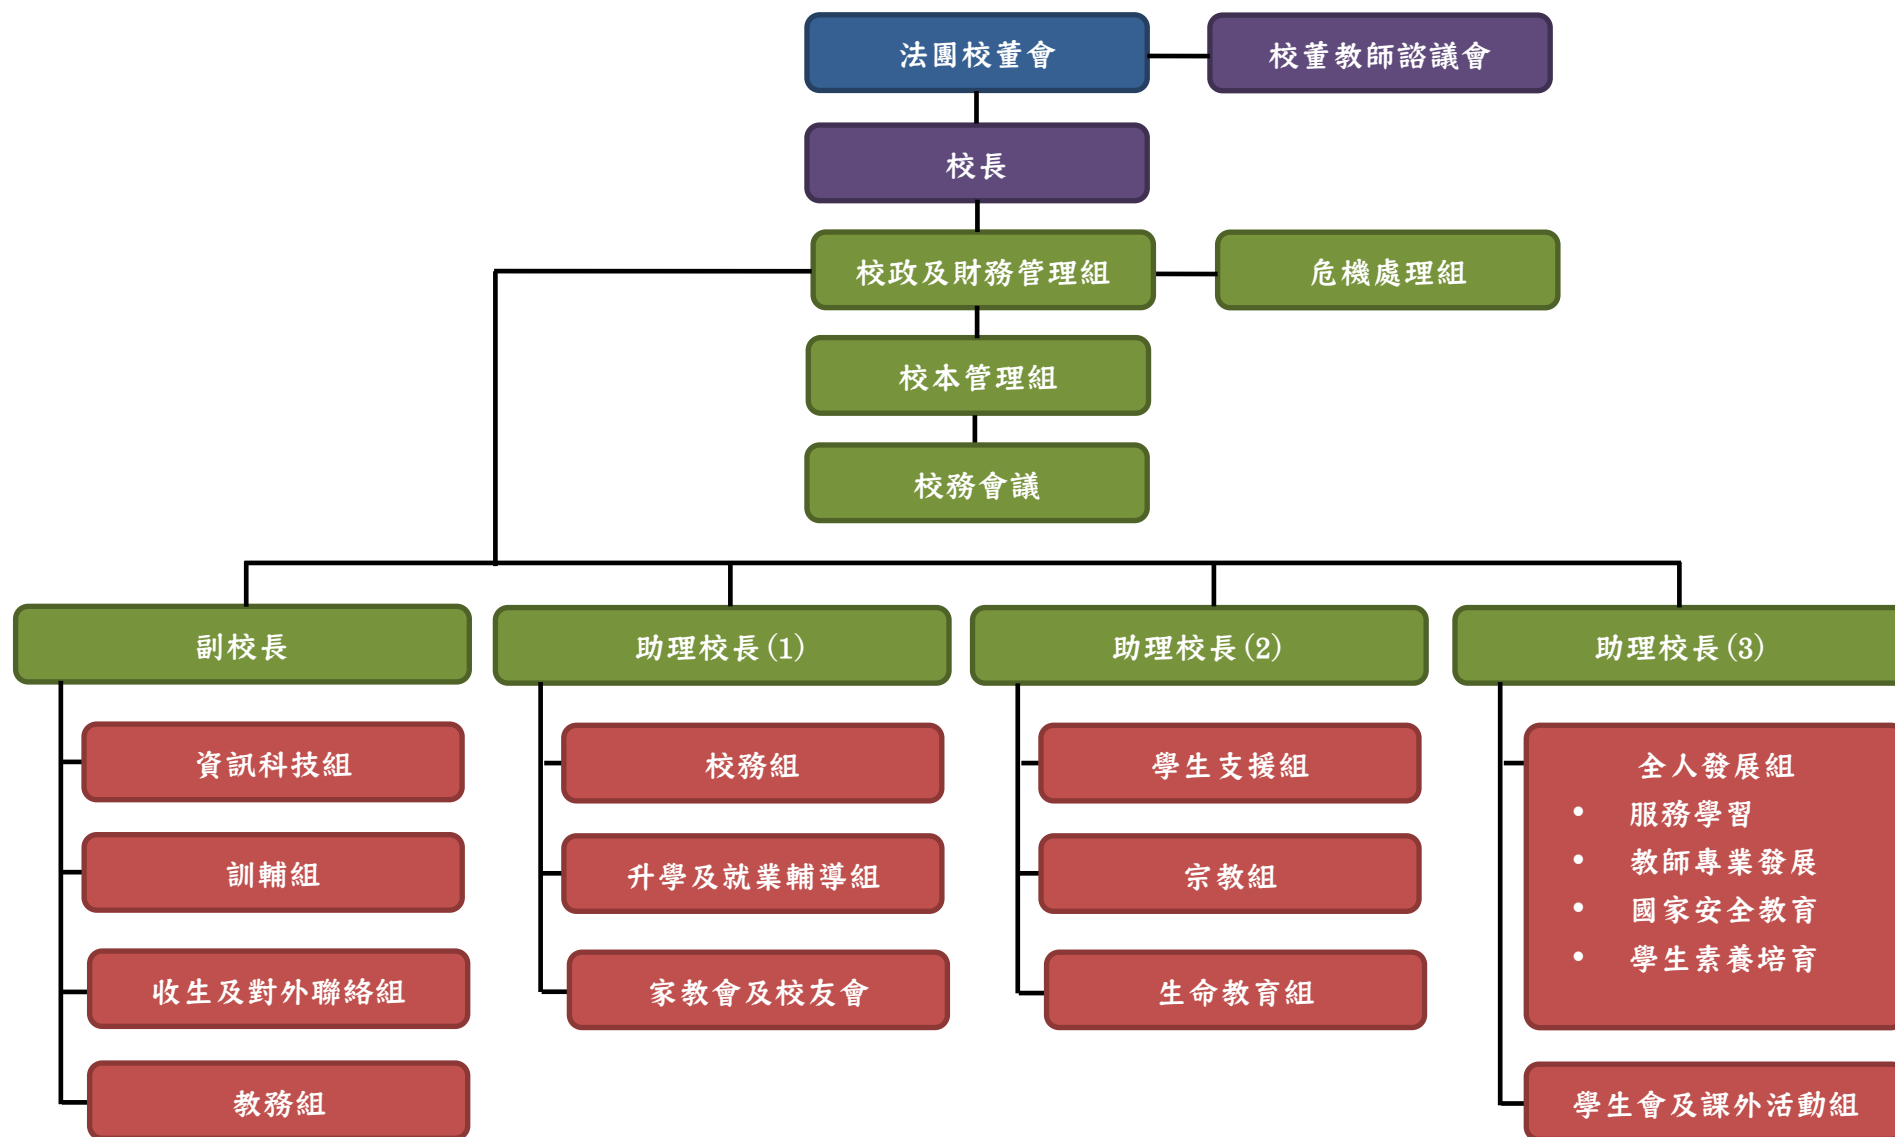 法團校董會
校董教師諮議會
校長
校政及財務管理組
危機處理組
校本管理組
校務會議
副校長
助理校長(1)
助理校長(2)
助理校長(3)
資訊科技組
訓輔組
收生及對外聯絡組
教務組
校務組
升學及就業輔導組
家教會及校友會
學生支援組
宗教組
生命教育組
全人發展組
• 服務學習
• 教師專業發展
• 國家安全教育
• 學生素養培育
學生會及課外活動組